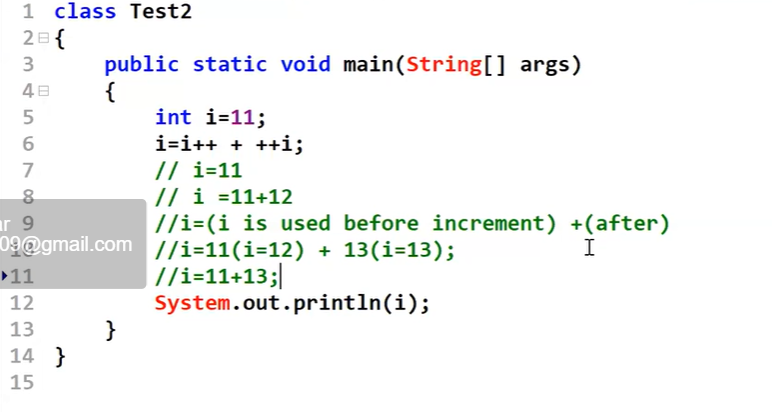 1 class Test2
2 {
3 public static void main(String[] args)
4 {
5 int i=11;
6 i=i++ + ++i;
7 // i=11
8 // i =11+12
ar
9 //i=(i is used before increment) +(after)
09@gmail.com
10 //i=11(i=12) + 13(i=13);
11 //i=11+13;
12 System.out.println(i);
13 }
14 }
15